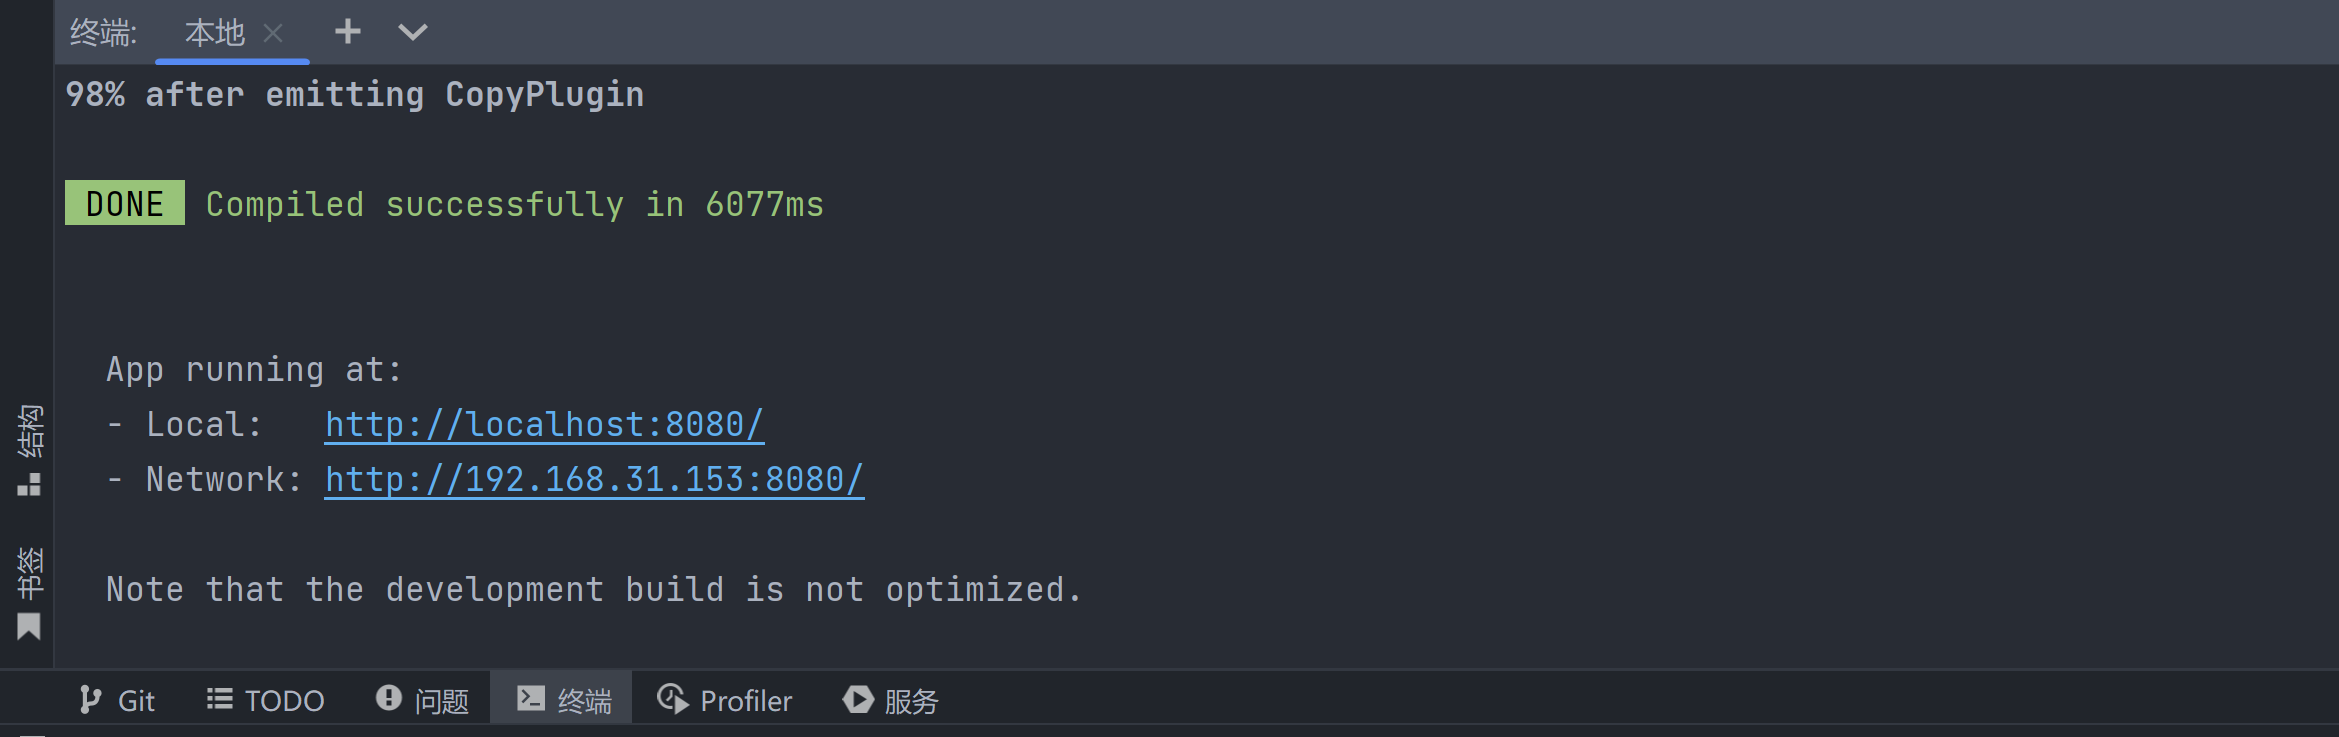 终端: 本地
98% after emitting CopyPlugin
DONE Compiled successfully in 6077ms
App running at:
- Local: http://localhost:8080/
- Network: http://192.168.31.153:8080/
Note that the development build is not optimized.
结构
书签
Git TODO 问题 终端 Profiler 服务